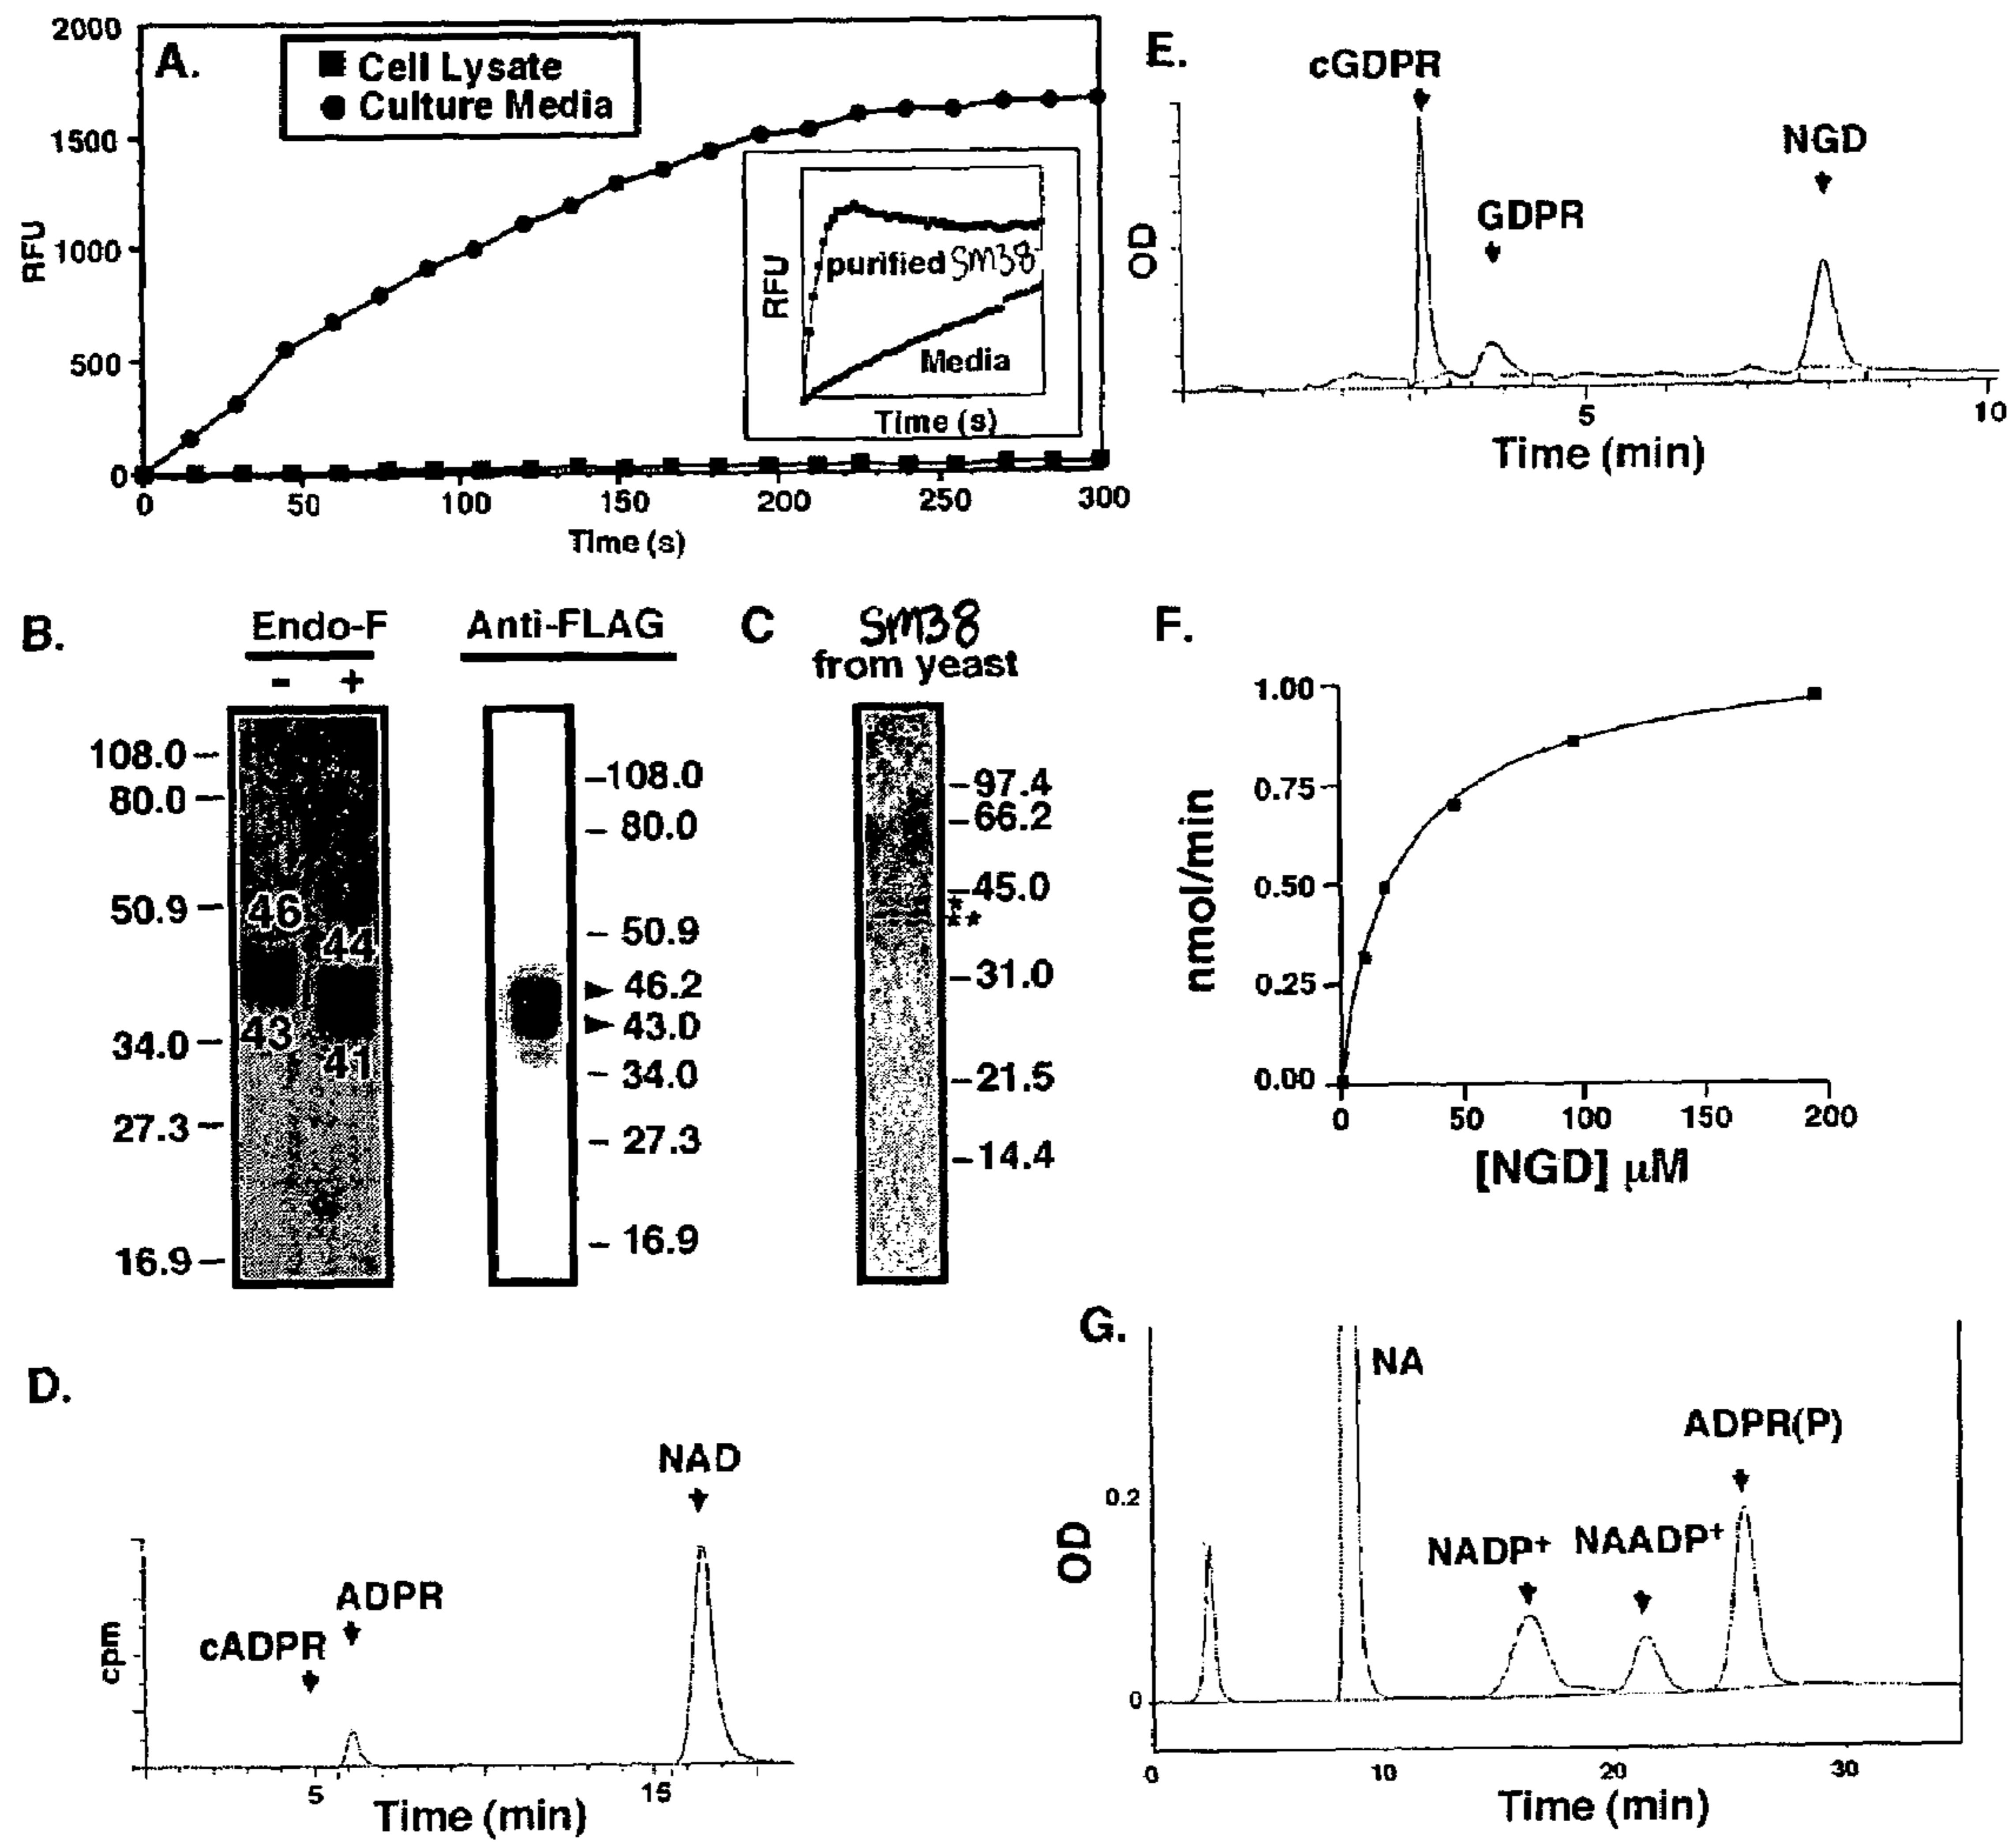 A.
Cell Lysate
Culture Media
2000
1500
1000
500
0
RFU
0 50 100 150 200 250 300
Time (s)
RFU
purified SM38
Media
Time (s)
B.
Endo-F
- +
108.0
80.0
50.9
34.0
27.3
16.9
46
43
44
41
Anti-FLAG
108.0
80.0
50.9
46.2
43.0
34.0
27.3
16.9
C
SM38
from yeast
97.4
66.2
45.0
*
**
31.0
21.5
14.4
D.
cpm
cADPR
ADPR
NAD
5 15
Time (min)
E.
OD
cGDPR
GDPR
NGD
5 10
Time (min)
F.
nmol/min
1.00
0.75
0.50
0.25
0.00
0 50 100 150 200
[NGD] μM
G.
OD
0.2
0
NA
NADP+
NAADP+
ADPR(P)
0 10 20 30
Time (min)